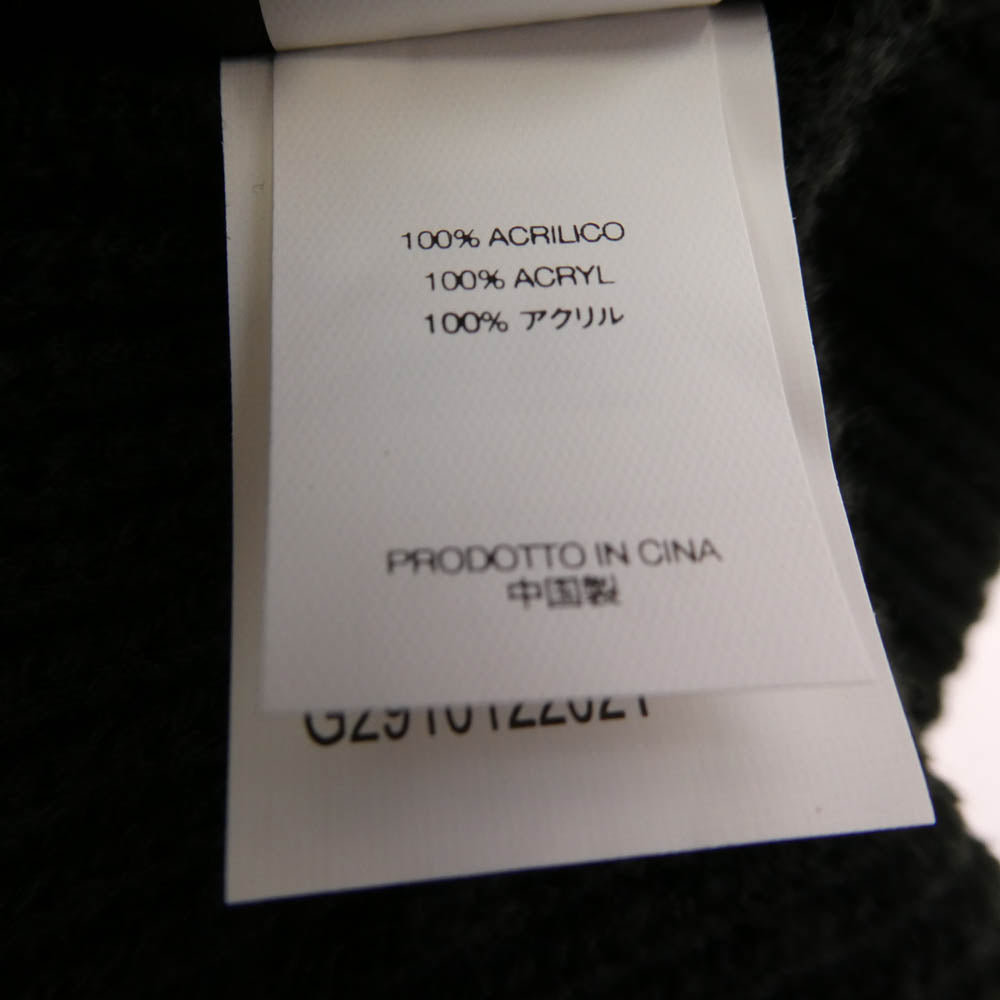 100% ACRILICO
100% ACRYL
100% アクリル
PRODOTTO IN CINA
中国製